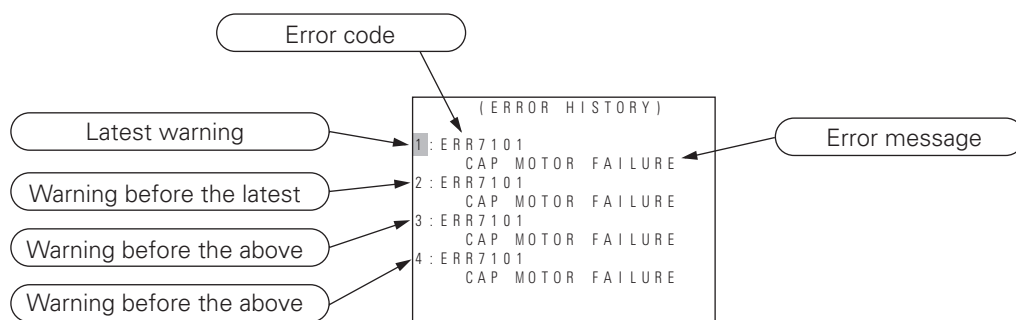 Error code
(ERROR HISTORY)
Latest warning
1:ERR7101
Error message
CAP MOTOR FAILURE
Warning before the latest
2:ERR7101
CAP MOTOR FAILURE
Warning before the above
3:ERR7101
CAP MOTOR FAILURE
Warning before the above
4:ERR7101
CAP MOTOR FAILURE